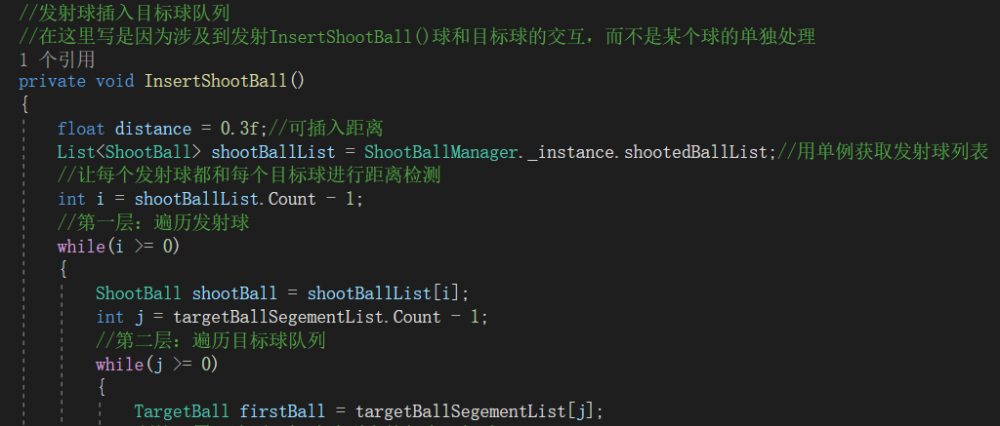 //发射球插入目标球队列
//在这里写是因为涉及到发射InsertShootBall()球和目标球的交互，而不是某个球的单独处理
1 个引用
private void InsertShootBall()
{
float distance = 0.3f;//可插入距离
List<ShootBall> shootBallList = ShootBallManager._instance.shootedBallList;//用单例获取发射球列表
//让每个发射球都和每个目标球进行距离检测
int i = shootBallList.Count - 1;
//第一层：遍历发射球
while(i >= 0)
{
ShootBall shootBall = shootBallList[i];
int j = targetBallSegementList.Count - 1;
//第二层：遍历目标球队列
while(j >= 0)
{
TargetBall firstBall = targetBallSegementList[j];